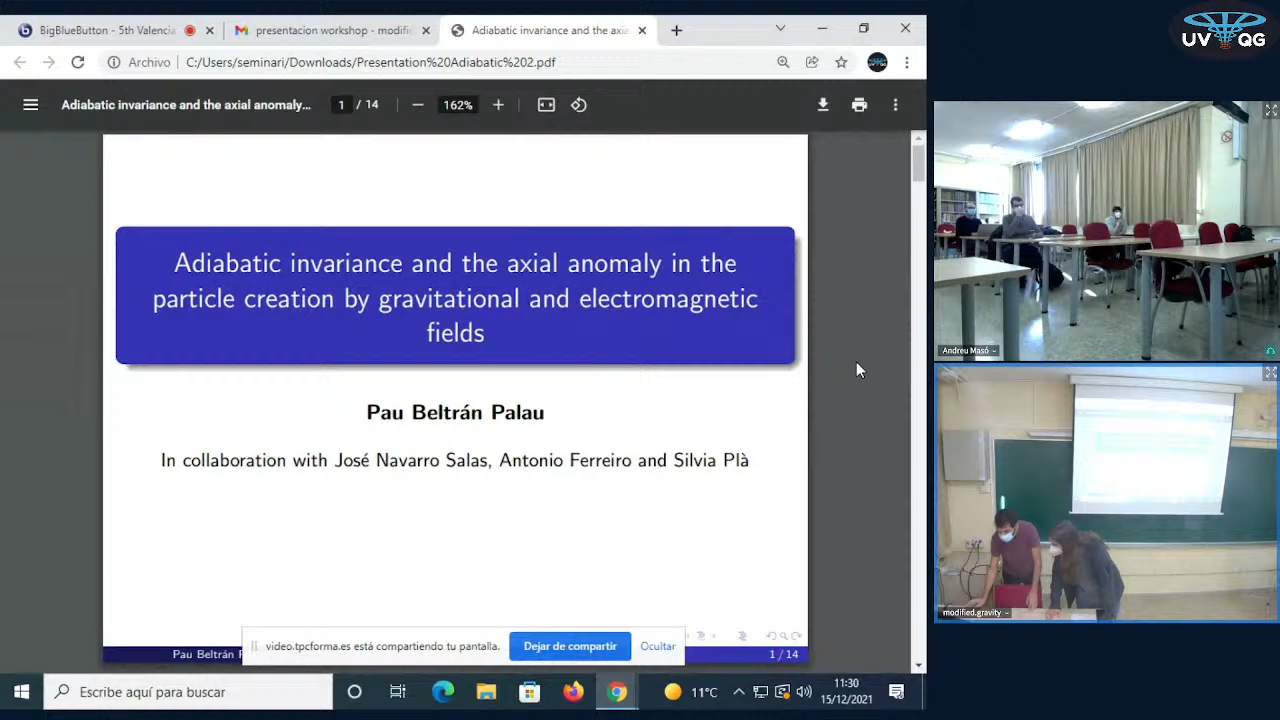 BigBlueButton - 5th Valencia
presentacion workshop - modific
Adiabatic invariance and the axia
Archivo
C:/Users/seminari/Downloads/Presentation%20Adiabatic%202.pdf
Adiabatic invariance and the axial anomaly...
1 / 14
162%
Adiabatic invariance and the axial anomaly in the
particle creation by gravitational and electromagnetic
fields
Pau Beltrán Palau
In collaboration with José Navarro Salas, Antonio Ferreiro and Silvia Plà
video.tpcforma.es está compartiendo tu pantalla.
Dejar de compartir
Ocultar
Pau Beltrán P
1 / 14
Escribe aquí para buscar
11°C
11:30
15/12/2021
UV QG
Andreu Masó
modified.gravity